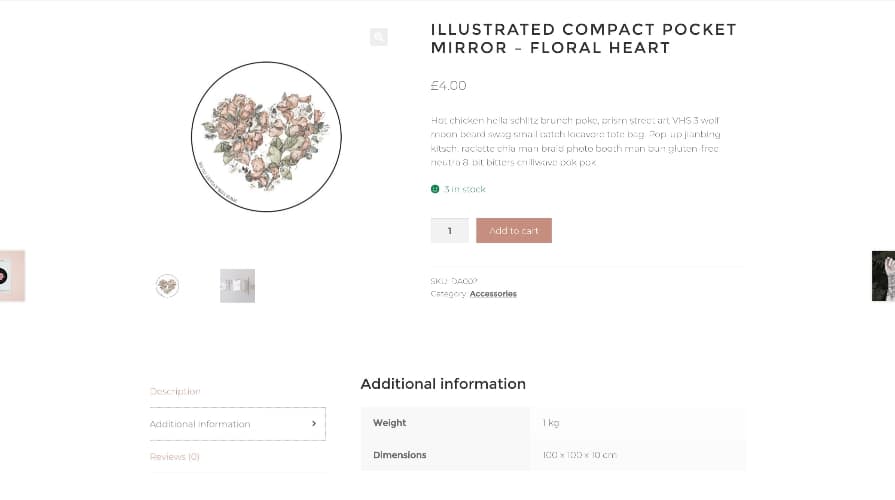 ILLUSTRATED COMPACT POCKET
MIRROR – FLORAL HEART
£4.00
Hot chicken hella schlitz brunch poke, prism street art VHS 3 wolf
moon beard swag small batch locavore tote bag. Pop-up jianbing
kitsch, raclette chia man braid photo booth man bun gluten-free
neutra 8-bit bitters chillwave pok pok.
3 in stock
1
Add to cart
SKU: DA007
Category: Accessories
Description
Additional information
Reviews (0)
Additional information
Weight 1 kg
Dimensions 100 × 100 × 10 cm